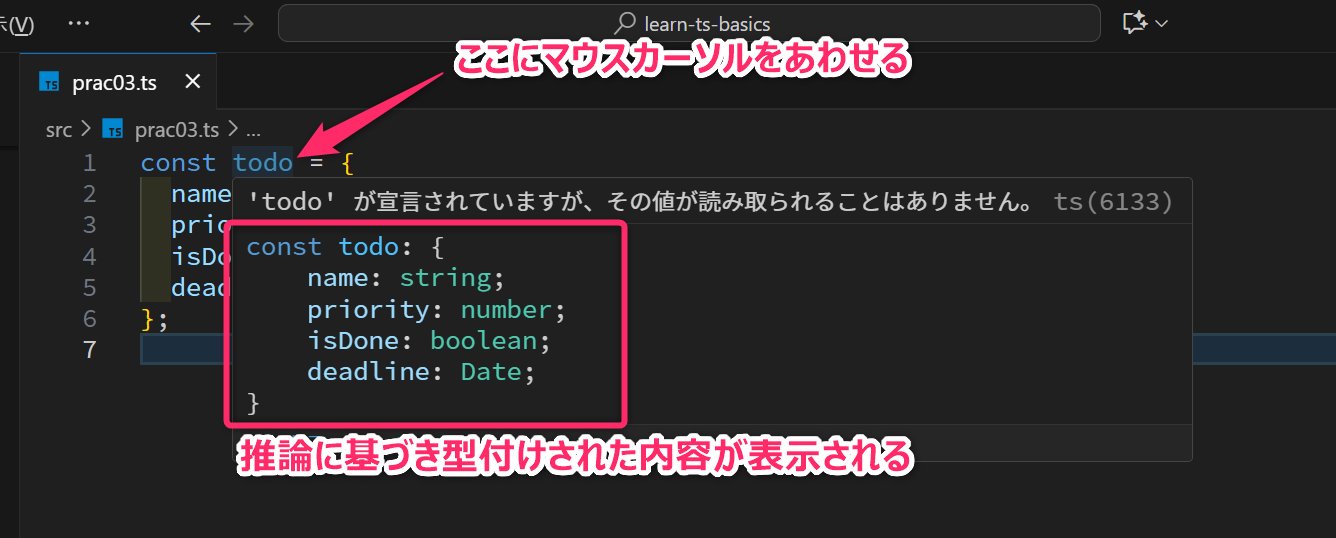 示(V) ··· ← → learn-ts-basics
ここにマウスカーソルをあわせる
TS prac03.ts ×
src > TS prac03.ts > ...
1 const todo = {
2 name
3 prio
4 isDo
5 dead
6 };
7
'todo' が宣言されていますが、その値が読み取られることはありません。 ts(6133)
const todo: {
name: string;
priority: number;
isDone: boolean;
deadline: Date;
}
推論に基づき型付けされた内容が表示される